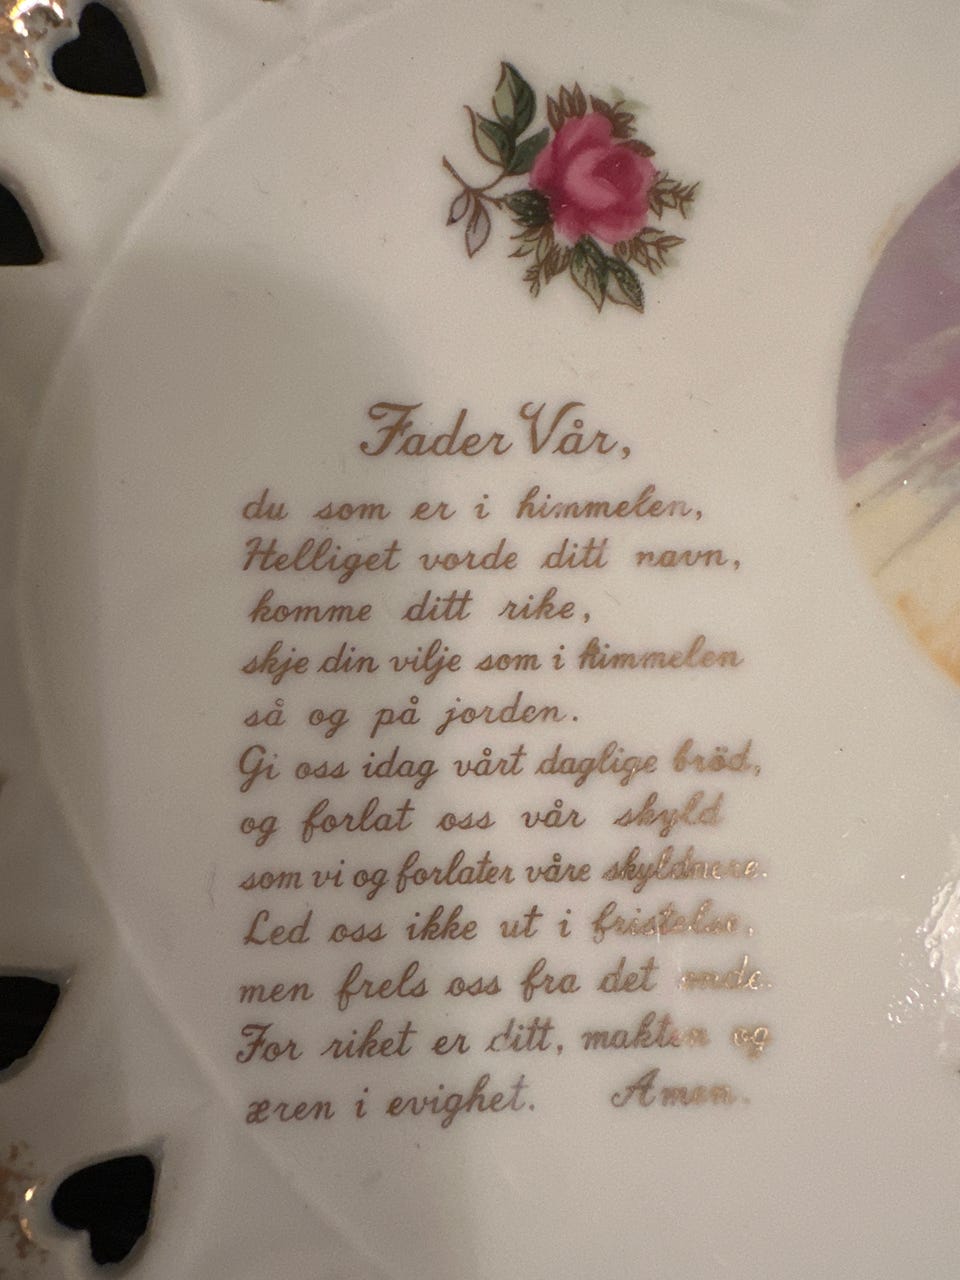 Fader Vår,
du som er i himmelen,
Helliget vorde ditt navn,
komme ditt rike,
skje din vilje som i himmelen
så og på jorden.
Gi oss idag vårt daglige bröd,
og forlat oss vår skyld
som vi og forlater våre skyldnere.
Led oss ikke ut i fristelse,
men frels oss fra det onde.
For riket er ditt, makten og
æren i evighet. Amen.